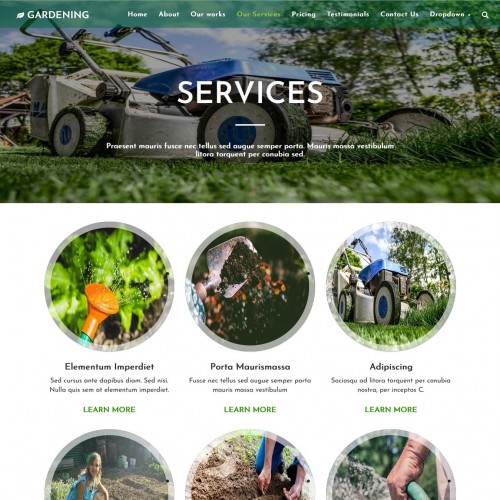 GARDENING
Home About Our works Our Services Pricing Testimonials Contact Us Dropdown
SERVICES
Praesent mauris fusce nec tellus sed augue semper porta. Mauris massa vestibulum
litora torquent per conubia sed.
Elementum Imperdiet
Sed cursus ante dapibus diam. Sed nisi.
Nulla quis sem at elementum imperdiet.
LEARN MORE
Porta Maurismassa
Fusce nec tellus sed augue semper porta
mauris massa vestibulum
LEARN MORE
Adipiscing
Sociosqu ad litora torquent per conubia
nostra, per inceptos C.
LEARN MORE